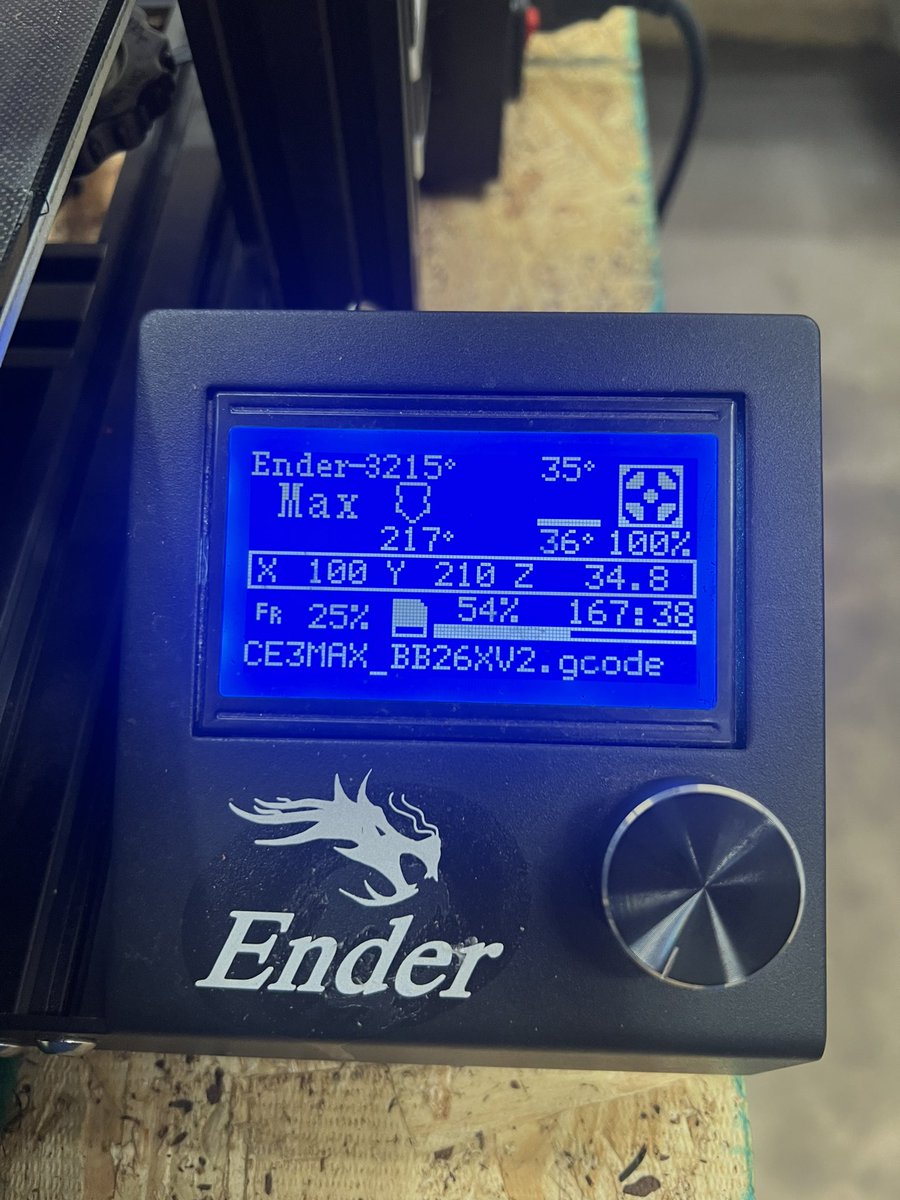 Ender-3215° 35°
Max
217° 36° 100%
X 100 Y 210 Z 34.8
FR 25% 54% 167:38
CE3MAX_BB26XV2.gcode
Ender